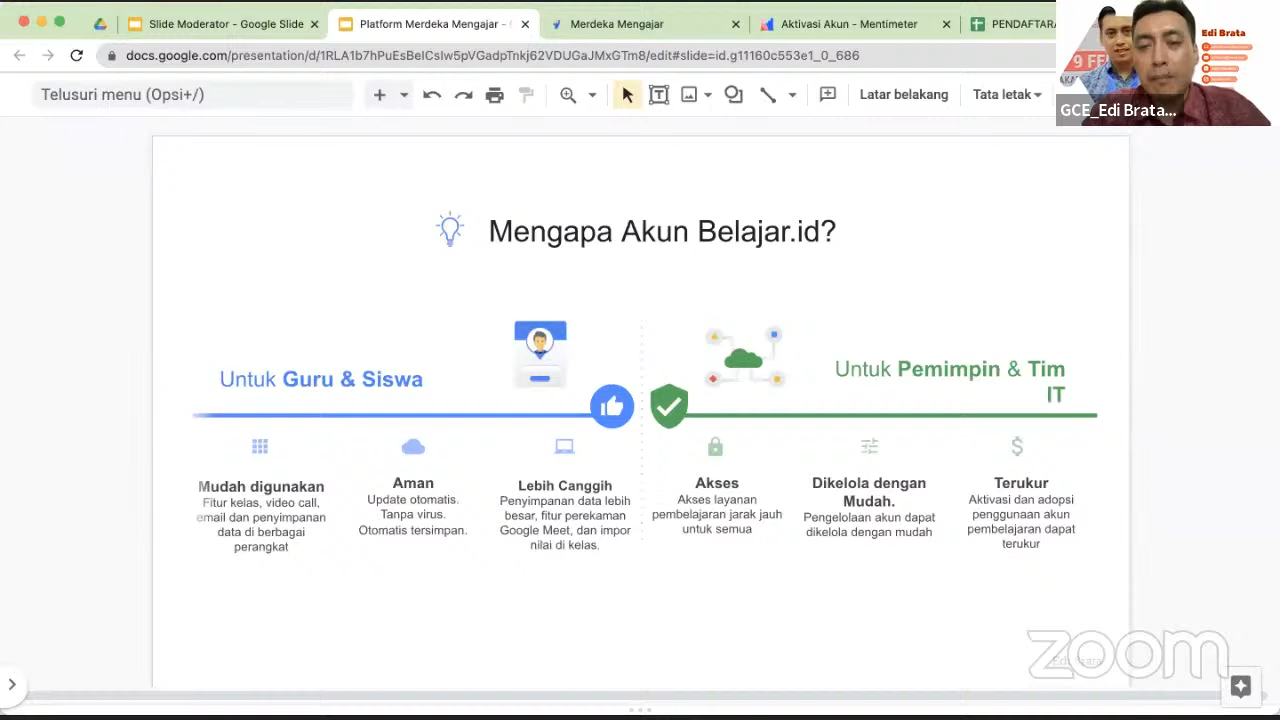 Slide Moderator - Google Slide
Platform Merdeka Mengajar -
Merdeka Mengajar
Aktivasi Akun - Mentimeter
PENDAFTARA
docs.google.com/presentation/d/1RLA1b7hPuEsBeICsIw5pVGadpwd62VDUGaJMxGTm8/edit#slide=id.g11160c553e1_0_686
Telusuri menu (Opsi+/)
Latar belakang
Tata letak
Edi Brata
9 FE
GCE_Edi Brata...
Mengapa Akun Belajar.id?
Untuk Guru & Siswa
Untuk Pemimpin & Tim
IT
Mudah digunakan
Fitur kelas, video call,
email dan penyimpanan
data di berbagai
perangkat
Aman
Update otomatis.
Tanpa virus.
Otomatis tersimpan.
Lebih Canggih
Penyimpanan data lebih
besar, fitur perekaman
Google Meet, dan impor
nilai di kelas.
Akses
Akses layanan
pembelajaran jarak jauh
untuk semua
Dikelola dengan
Mudah.
Pengelolaan akun dapat
dikelola dengan mudah
Terukur
Aktivasi dan adopsi
penggunaan akun
pembelajaran dapat
terukur
zoom